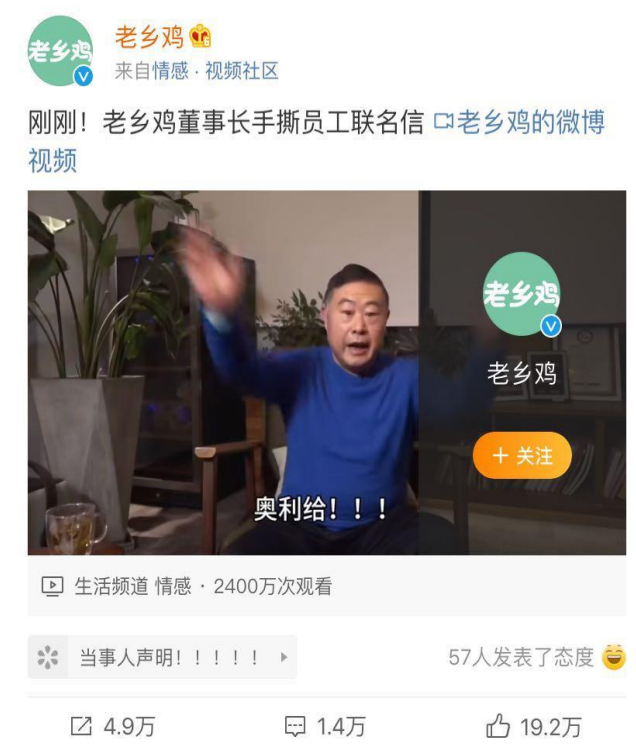 老乡鸡
老乡鸡
来自情感 · 视频社区
刚刚！老乡鸡董事长手撕员工联名信 老乡鸡的微博
视频
老乡鸡
老乡鸡
+ 关注
奥利给！！！
生活频道 情感 · 2400万次观看
当事人声明！！！！！
57人发表了态度
4.9万
1.4万
19.2万